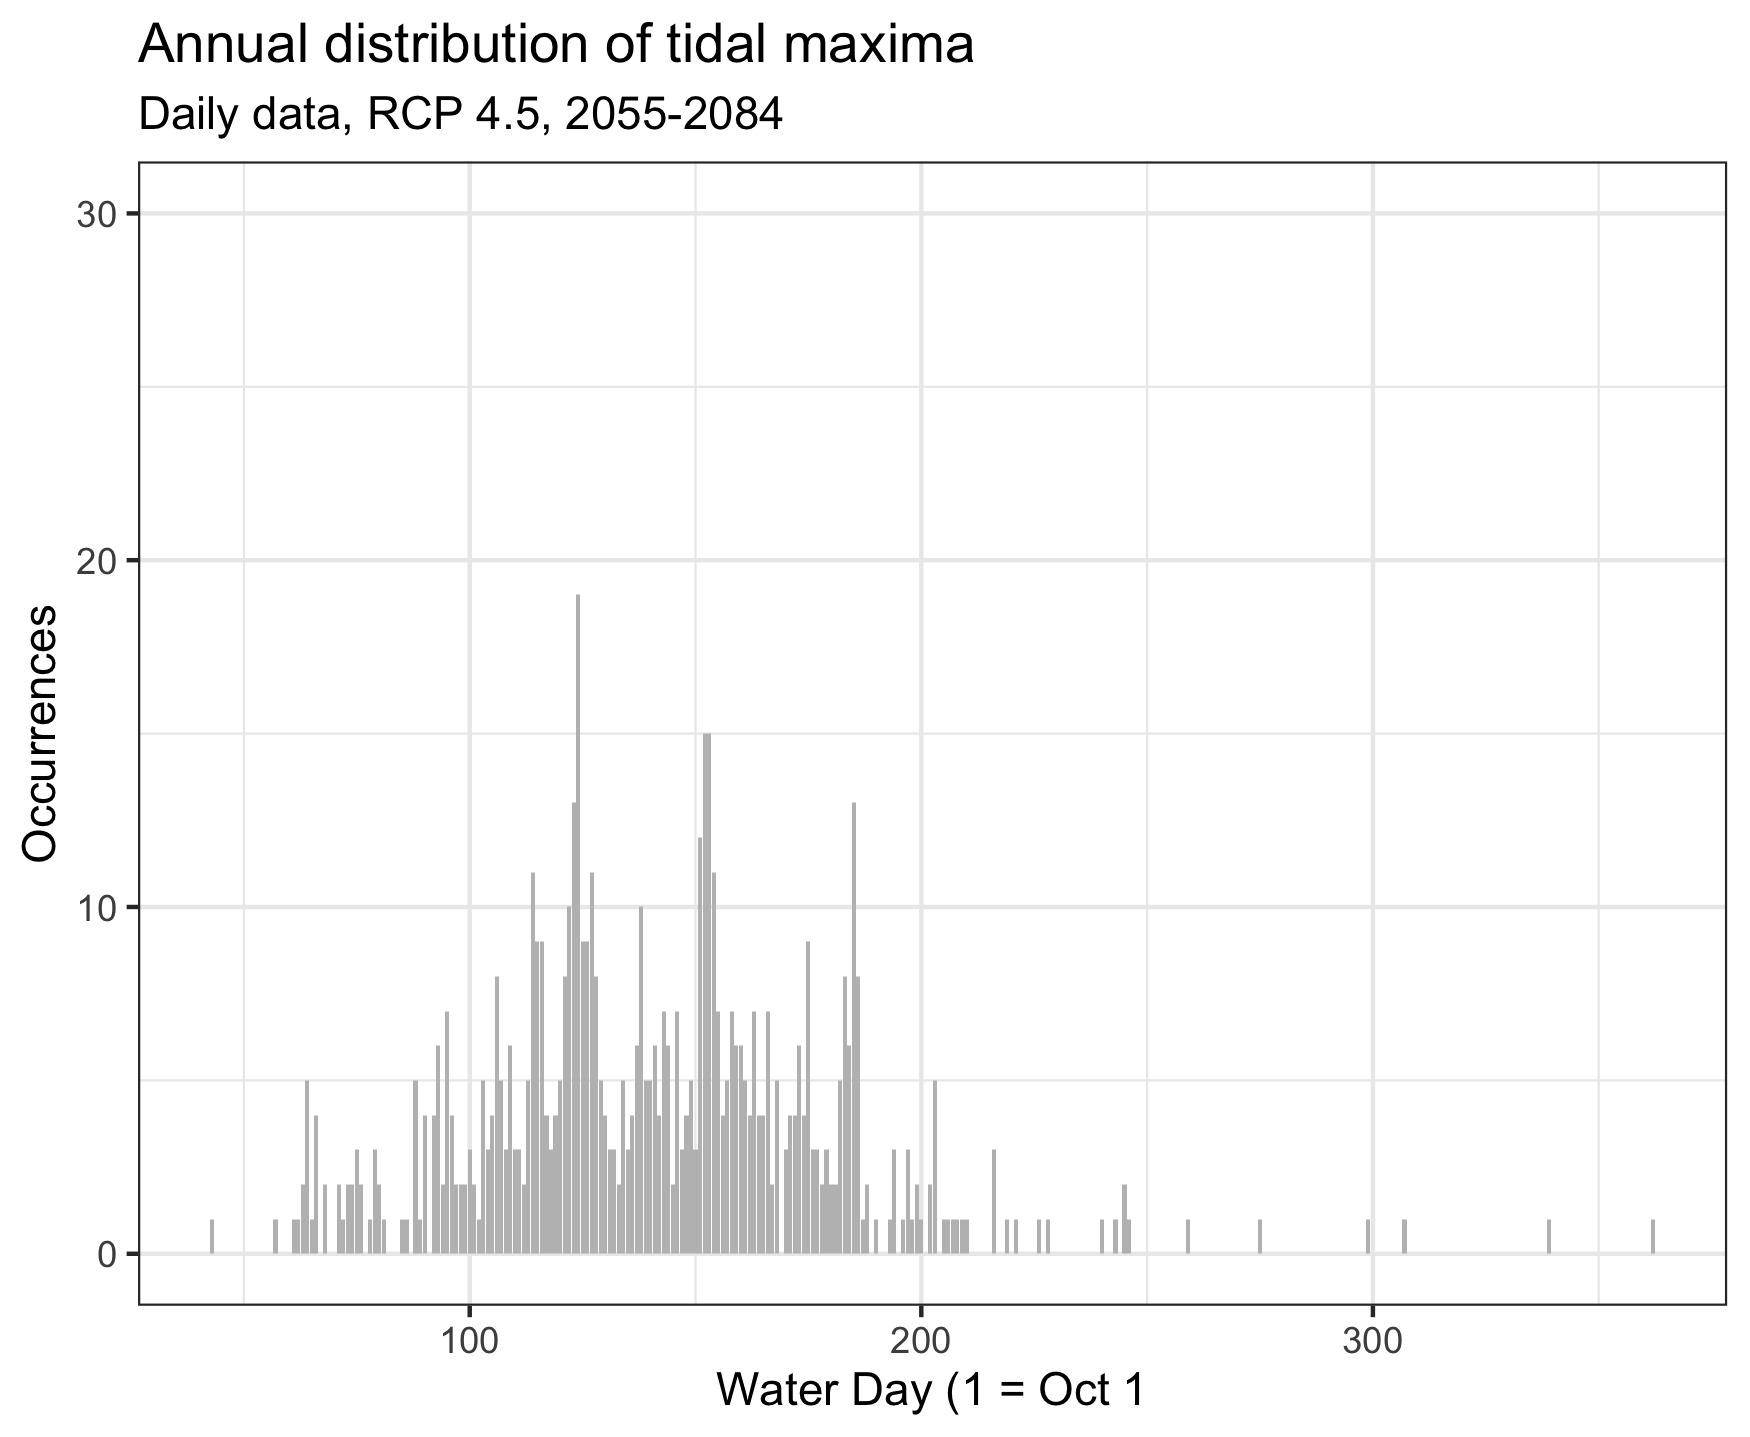 Annual distribution of tidal maxima
Daily data, RCP 4.5, 2055-2084
30
20
10
0
Occurrences
100 200 300
Water Day (1 = Oct 1